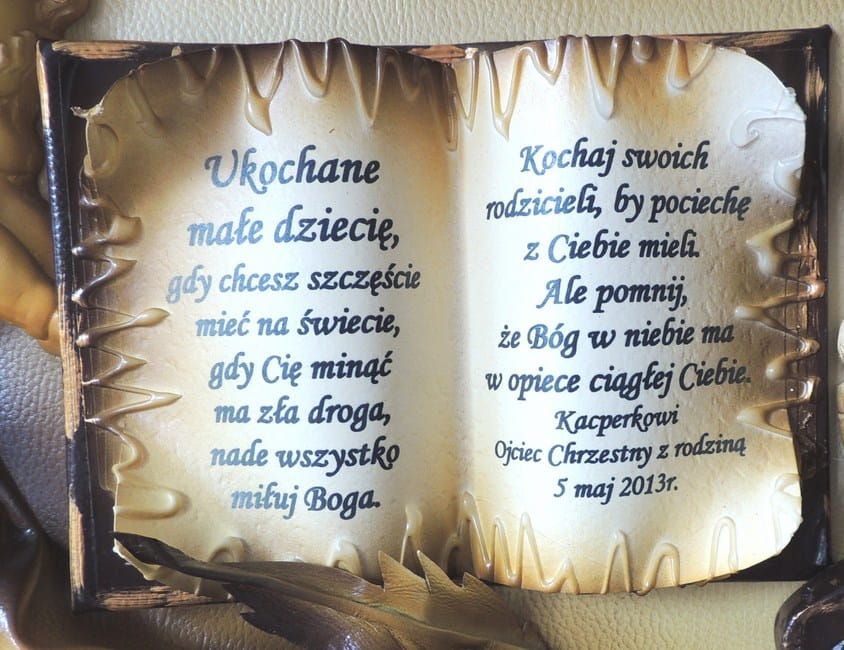 Ukochane
małe dziecię,
gdy chcesz szczęście
mieć na świecie,
gdy Cię minąć
ma zła droga,
nade wszystko
miłuj Boga.
Kochaj swoich
rodzicieli, by pociechę
z Ciebie mieli.
Ale pomnij,
że Bóg w niebie ma
w opiece ciągłej Ciebie.
Kacperkowi
Ojciec Chrzestny z rodziną
5 maj 2013r.